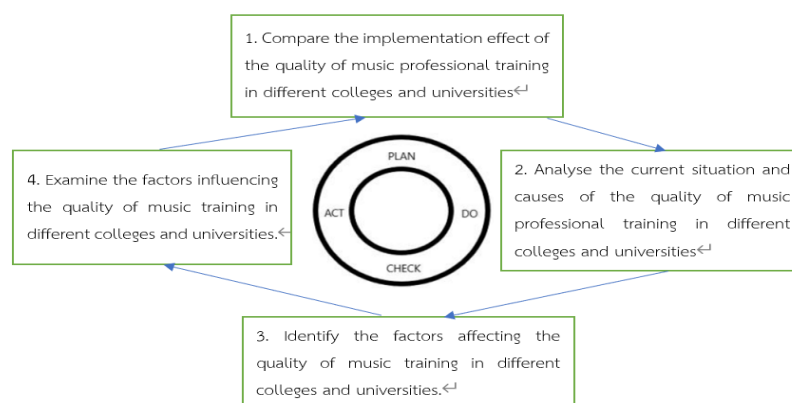 1. Compare the implementation effect of
the quality of music professional training
in different colleges and universities↵
PLAN
4. Examine the factors influencing
the quality of music training in
different colleges and universities.↵
ACT
DO
2. Analyse the current situation and
causes of the quality of music
professional training in different
colleges and universities↵
CHECK
3. Identify the factors affecting the
quality of music training in different
colleges and universities.↵